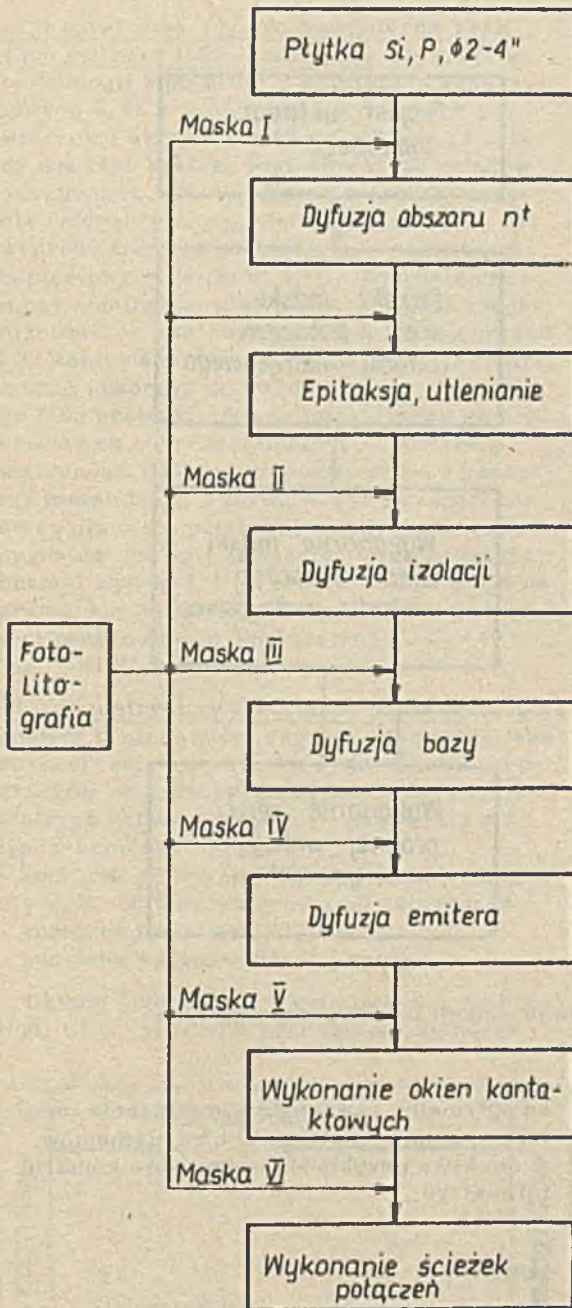 Płytka Si, P, ϕ2-4"
Maska I
Dyfuzja obszaru n⁺
Epitaksja, utlenianie
Maska II
Dyfuzja izolacji
Foto-
lito-
grafia
Maska III
Dyfuzja bazy
Maska IV
Dyfuzja emitera
Maska V
Wykonanie okien konta-
ktowych
Maska VI
Wykonanie ścieżek
połączeń